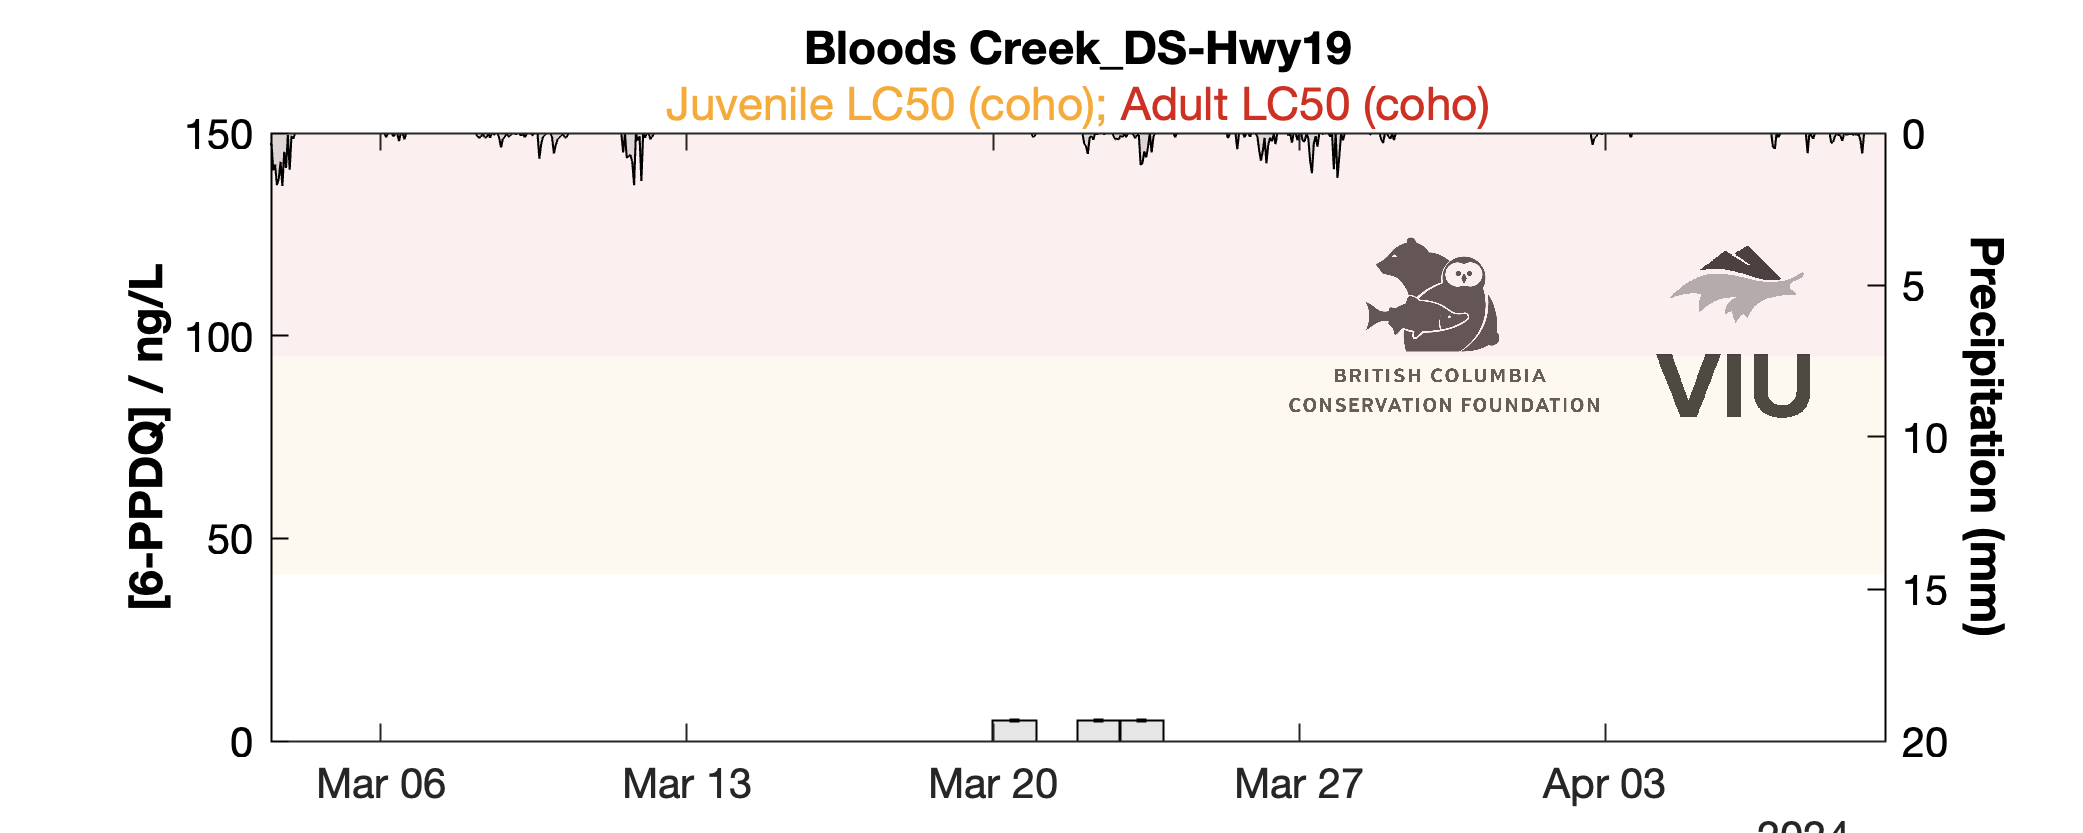 Bloods Creek_DS-Hwy19
Juvenile LC50 (coho); Adult LC50 (coho)
150
100
50
0
[6-PPDQ] / ng/L
0
5
10
15
20
Precipitation (mm)
BRITISH COLUMBIA
CONSERVATION FOUNDATION
VIU
Mar 06
Mar 13
Mar 20
Mar 27
Apr 03